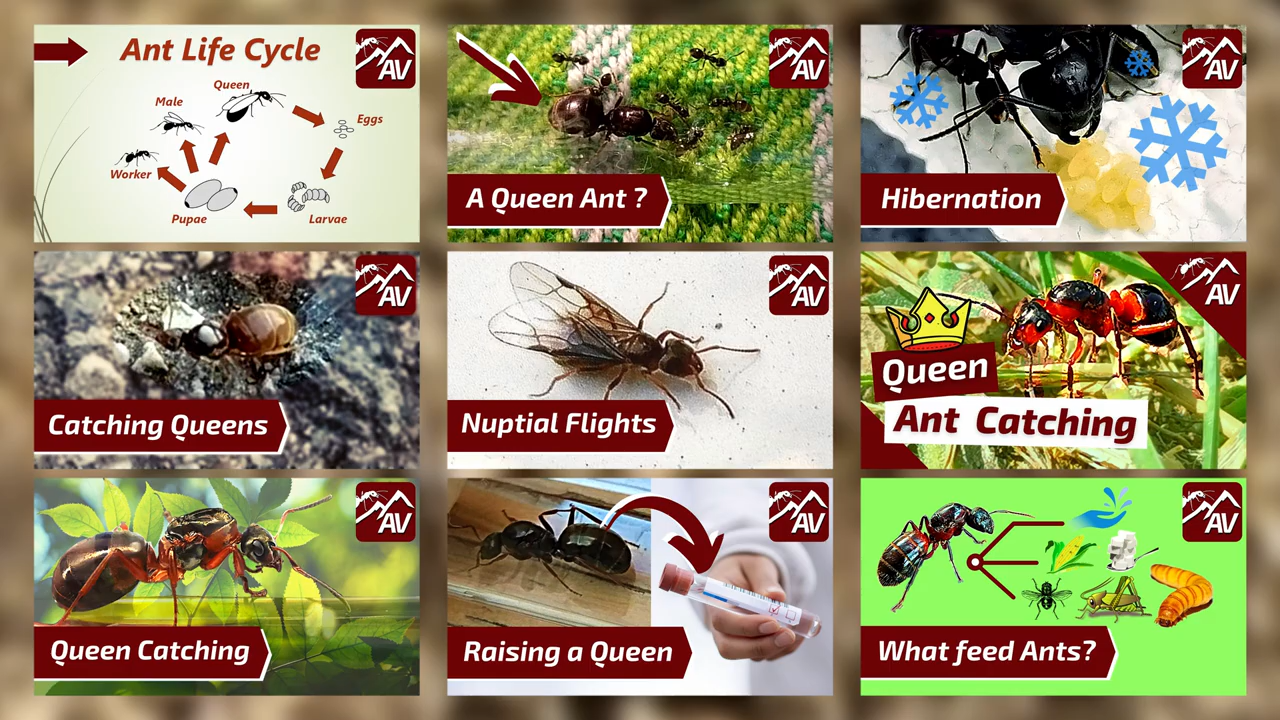 Ant Life Cycle
AV
Queen
Male
Eggs
Worker
Pupae
Larvae
AV
A Queen Ant ?
AV
Hibernation
AV
Catching Queens
AV
Nuptial Flights
AV
Queen
Ant Catching
AV
Queen Catching
AV
Raising a Queen
AV
What feed Ants?